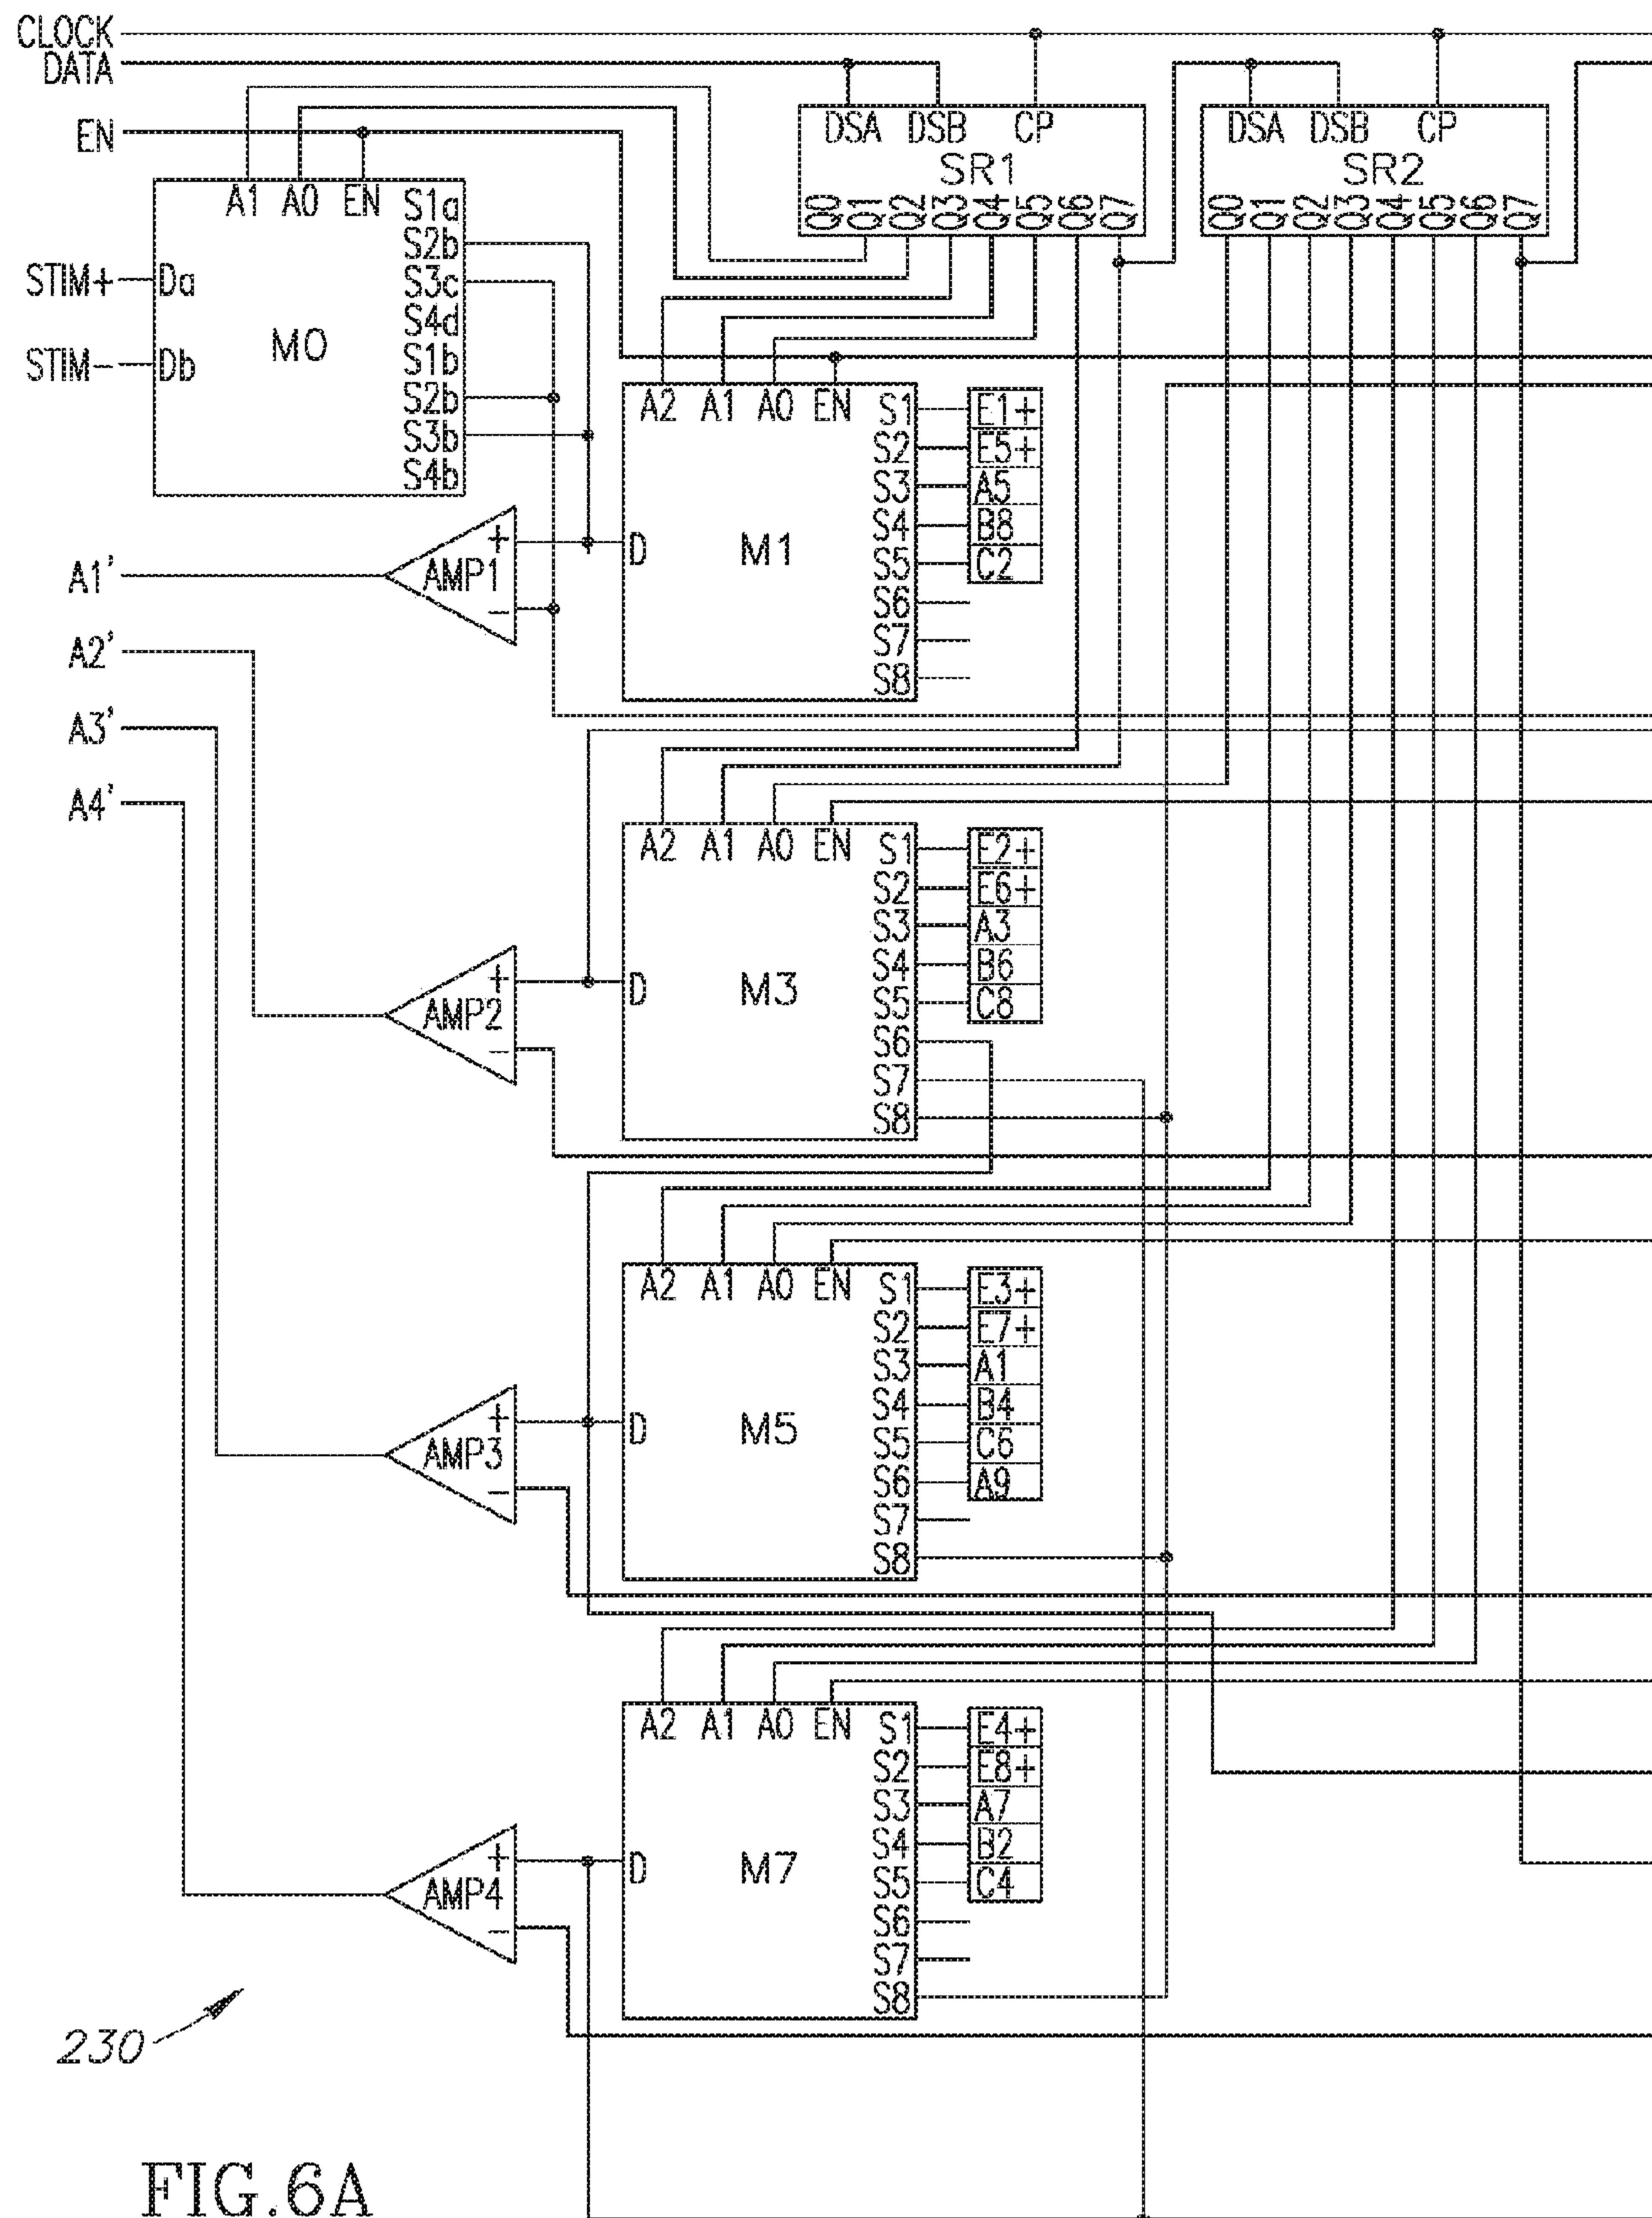 CLOCK
DATA
EN
DSA DSB CP
SR1
Q0 Q1 Q2 Q3 Q4 Q5 Q6 Q7
DSA DSB CP
SR2
Q0 Q1 Q2 Q3 Q4 Q5 Q6 Q7
A1 A0 EN
S1a
S2b
S3c
S4d
S1b
S2b
S3b
S4b
STIM+
Da
STIM-
Db
M0
A2 A1 A0 EN
M1
D
S1 E1+
S2 E5+
S3 A5
S4 B8
S5 C2
S6
S7
S8
+
AMP1
-
A1'
A2'
A3'
A4'
A2 A1 A0 EN
M3
D
S1 E2+
S2 E6+
S3 A3
S4 B6
S5 C8
S6
S7
S8
+
AMP2
-
A2 A1 A0 EN
M5
D
S1 E3+
S2 E7+
S3 A1
S4 B4
S5 C6
S6 A9
S7
S8
+
AMP3
-
A2 A1 A0 EN
M7
D
S1 E4+
S2 E8+
S3 A7
S4 B2
S5 C4
S6
S7
S8
+
AMP4
-
230
FIG.6A